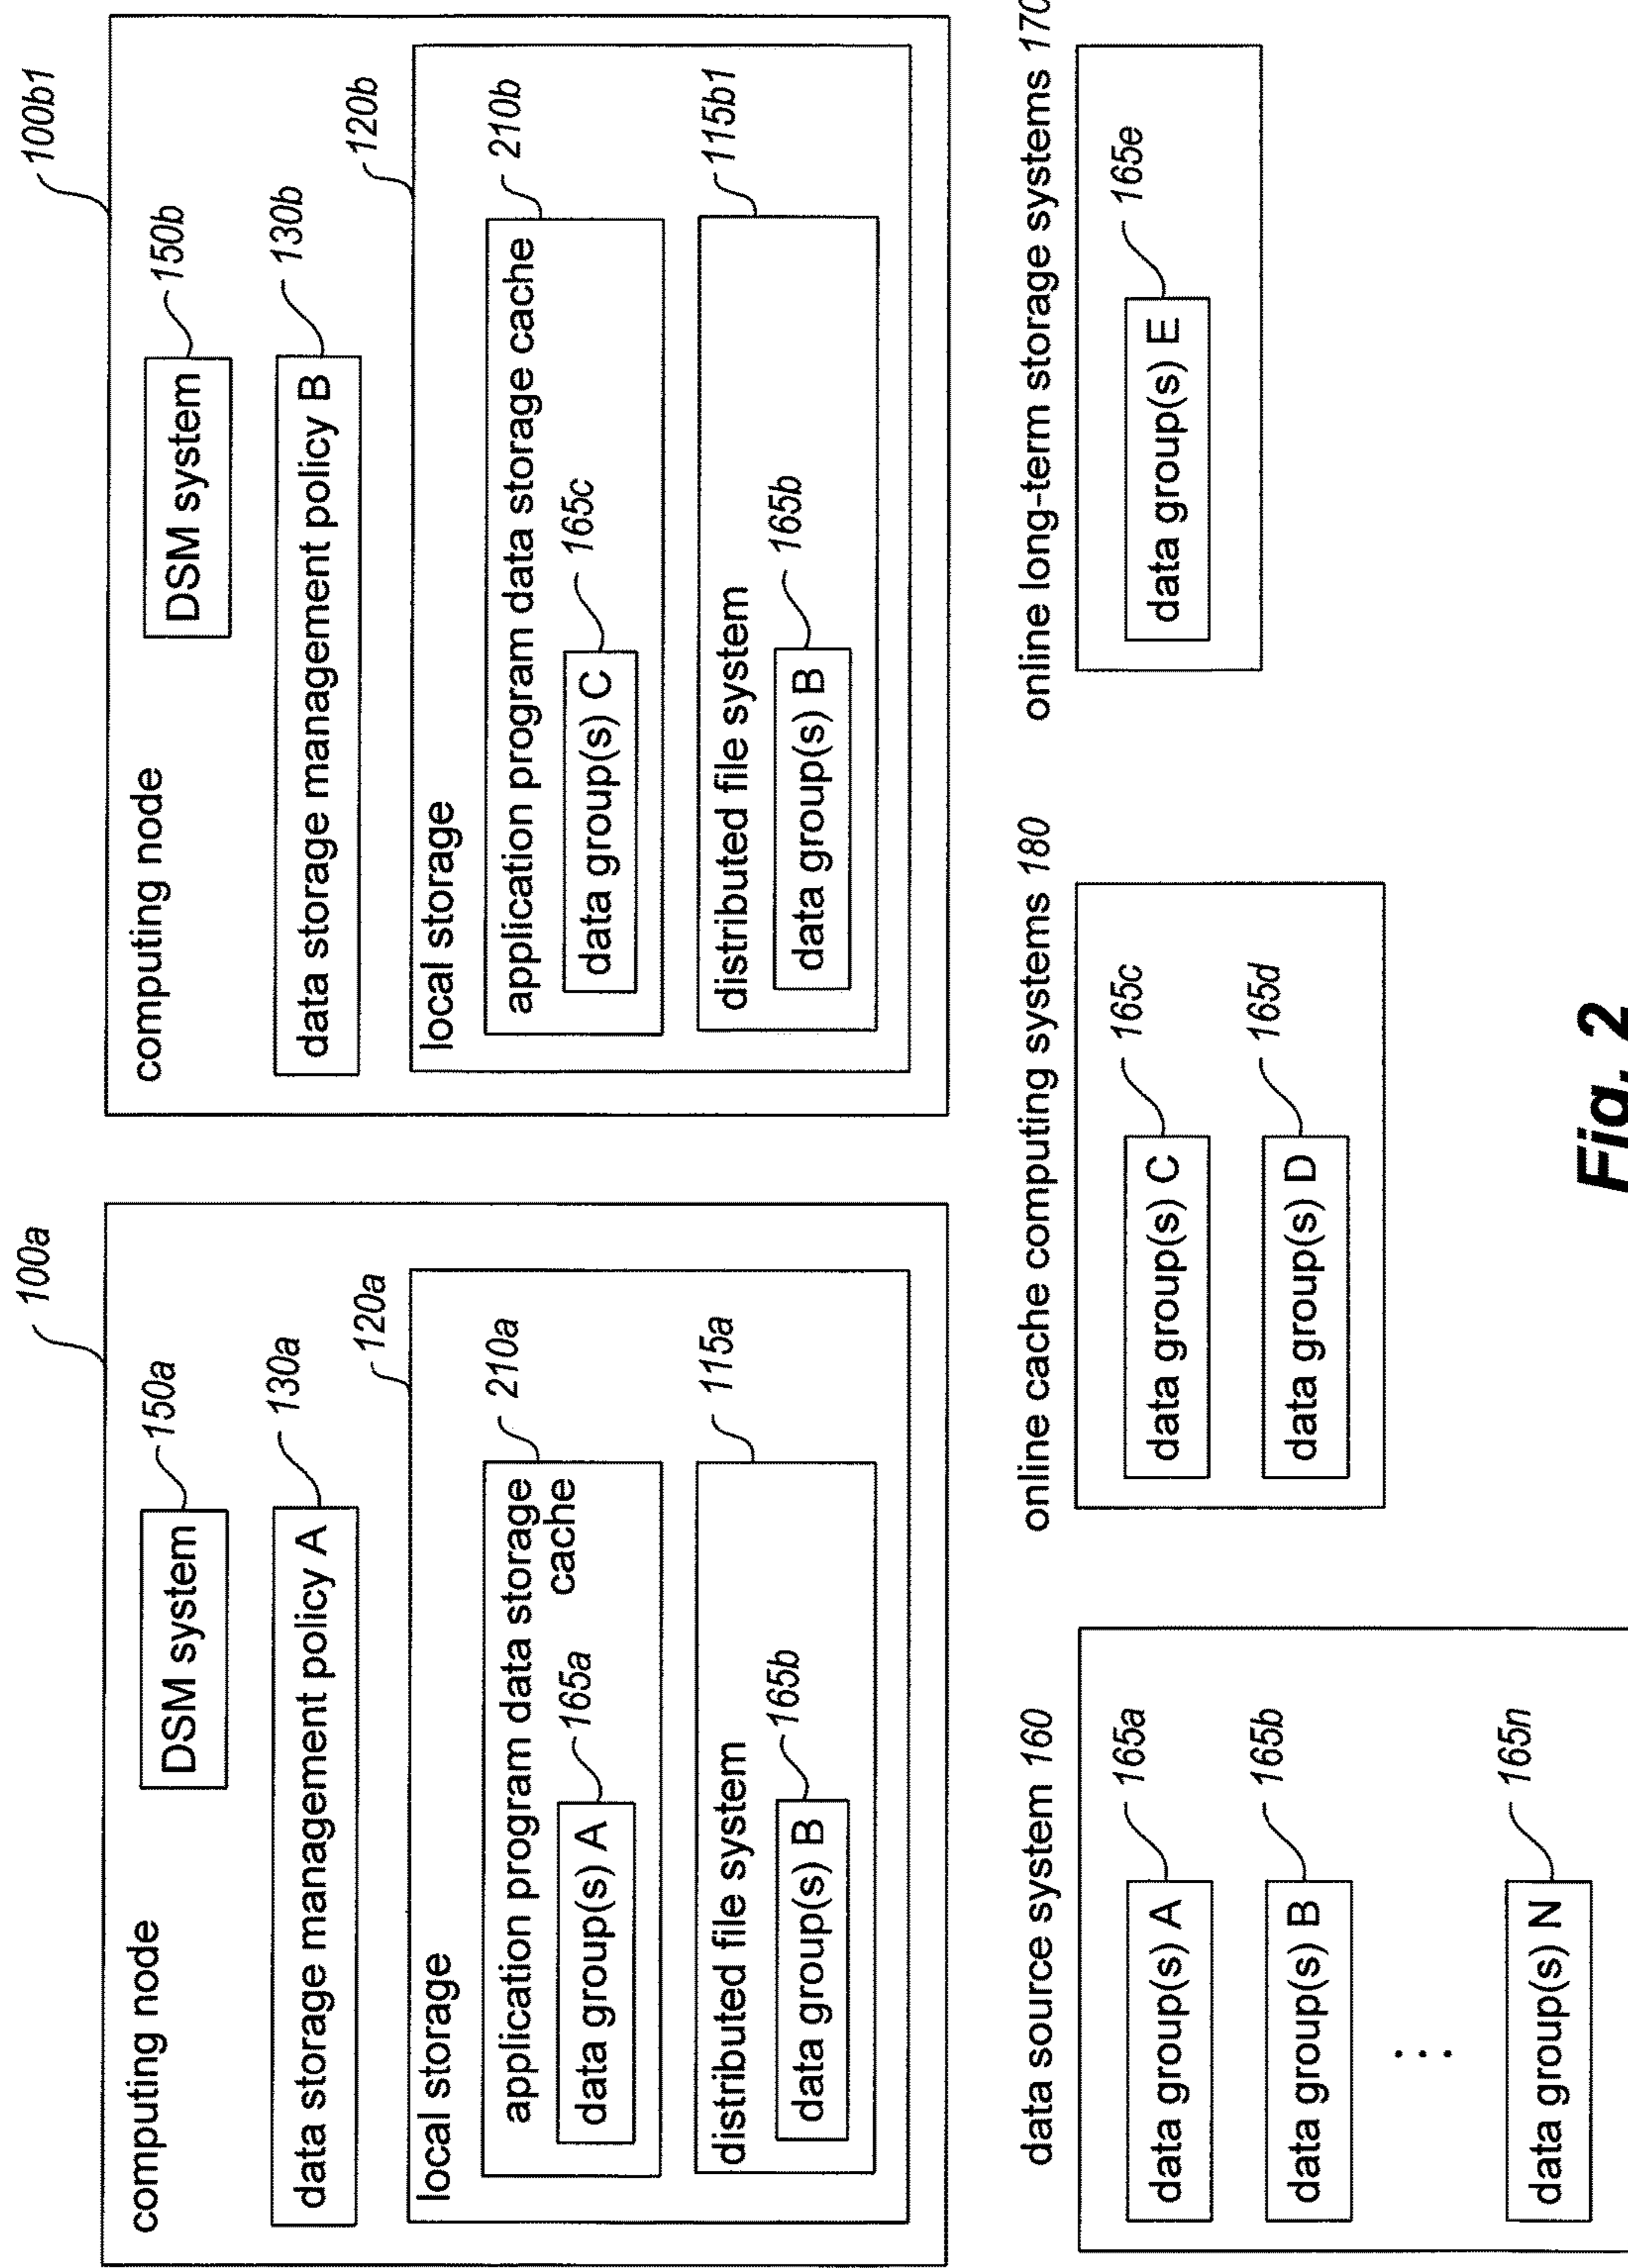 100a
computing node
DSM system
150a
data storage management policy A
130a
120a
local storage
210a
application program data storage
cache
data group(s) A
165a
115a
distributed file system
data group(s) B
165b
100b1
computing node
DSM system
150b
data storage management policy B
130b
120b
local storage
210b
application program data storage cache
data group(s) C
165c
115b1
distributed file system
data group(s) B
165b
data source system 160
data group(s) A
165a
data group(s) B
165b
...
data group(s) N
165n
online cache computing systems 180
data group(s) C
165c
data group(s) D
165d
online long-term storage systems 170
data group(s) E
165e
Fig. 2